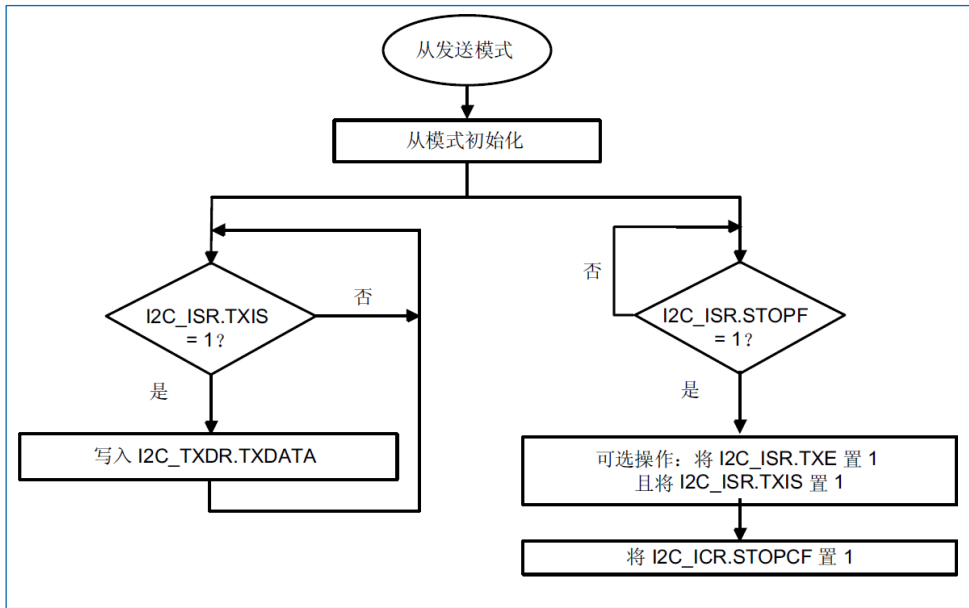 从发送模式
从模式初始化
否
I2C_ISR.TXIS
= 1？
是
写入 I2C_TXDR.TXDATA
否
I2C_ISR.STOPF
= 1？
是
可选操作：将 I2C_ISR.TXE 置 1
且将 I2C_ISR.TXIS 置 1
将 I2C_ICR.STOPCF 置 1